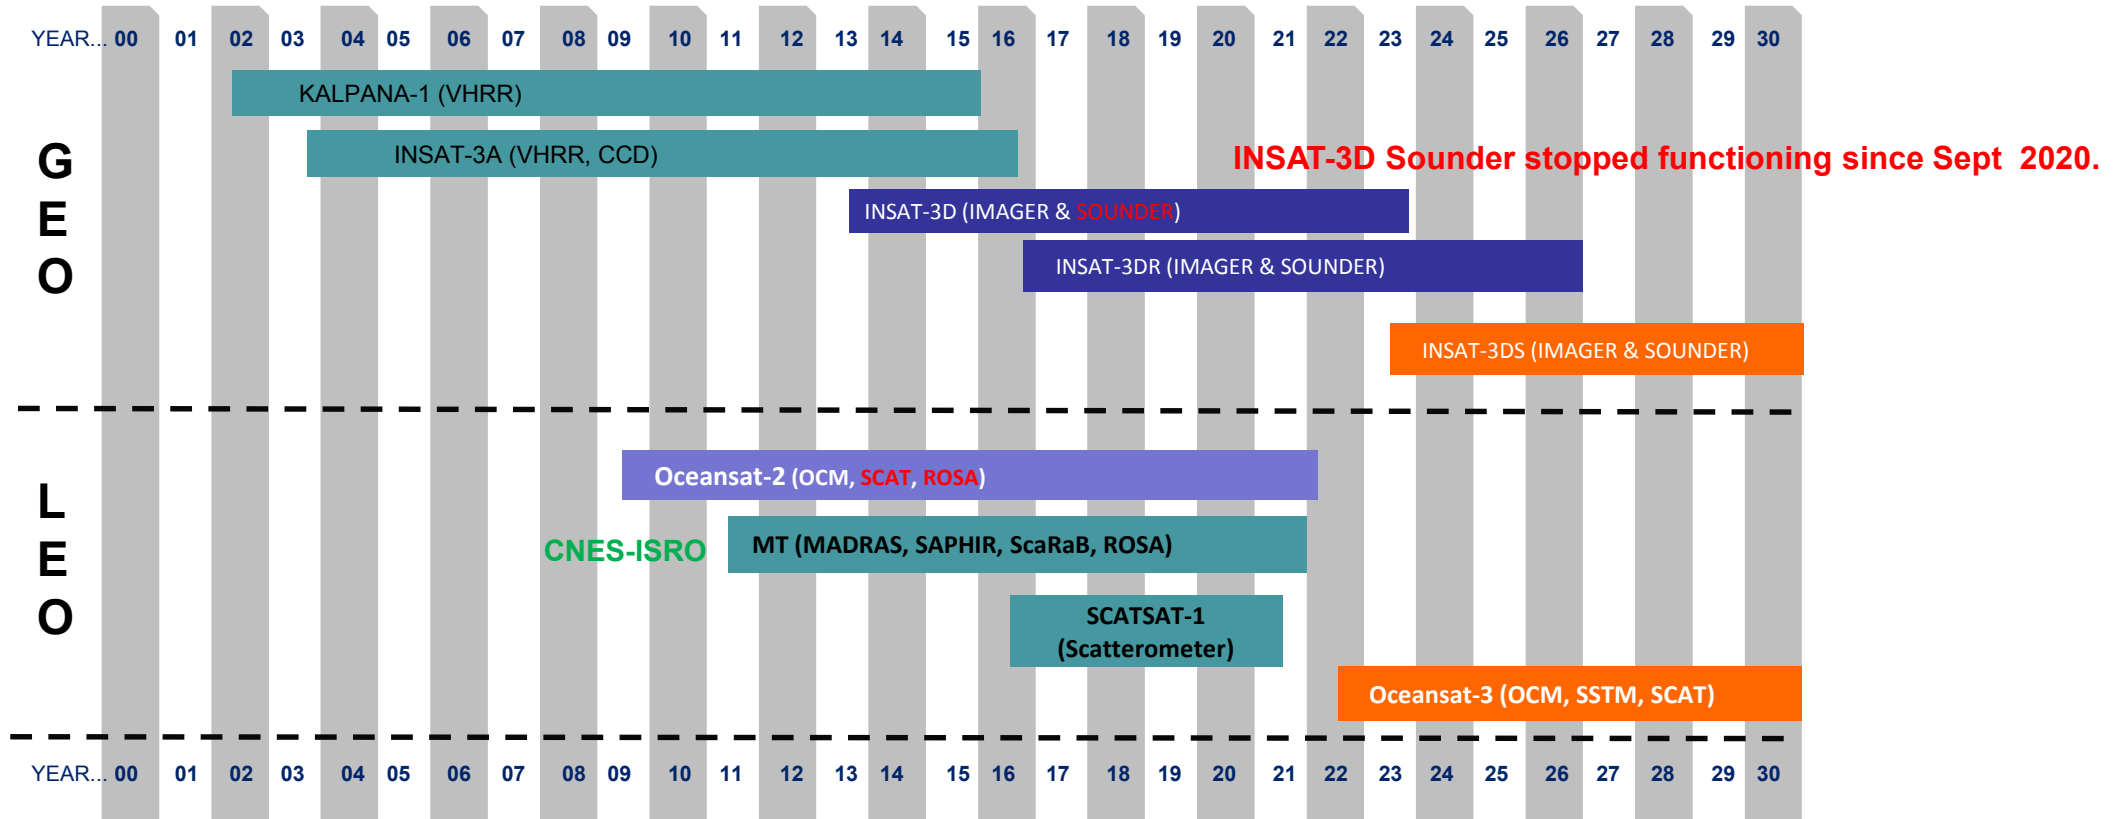 YEAR... 00 01 02 03 04 05 06 07 08 09 10 11 12 13 14 15 16 17 18 19 20 21 22 23 24 25 26 27 28 29 30
KALPANA-1 (VHRR)
INSAT-3A (VHRR, CCD)
INSAT-3D Sounder stopped functioning since Sept 2020.
GEO
INSAT-3D (IMAGER & SOUNDER)
INSAT-3DR (IMAGER & SOUNDER)
INSAT-3DS (IMAGER & SOUNDER)
LEO
Oceansat-2 (OCM, SCAT, ROSA)
CNES-ISRO
MT (MADRAS, SAPHIR, ScaRaB, ROSA)
SCATSAT-1
(Scatterometer)
Oceansat-3 (OCM, SSTM, SCAT)
YEAR... 00 01 02 03 04 05 06 07 08 09 10 11 12 13 14 15 16 17 18 19 20 21 22 23 24 25 26 27 28 29 30